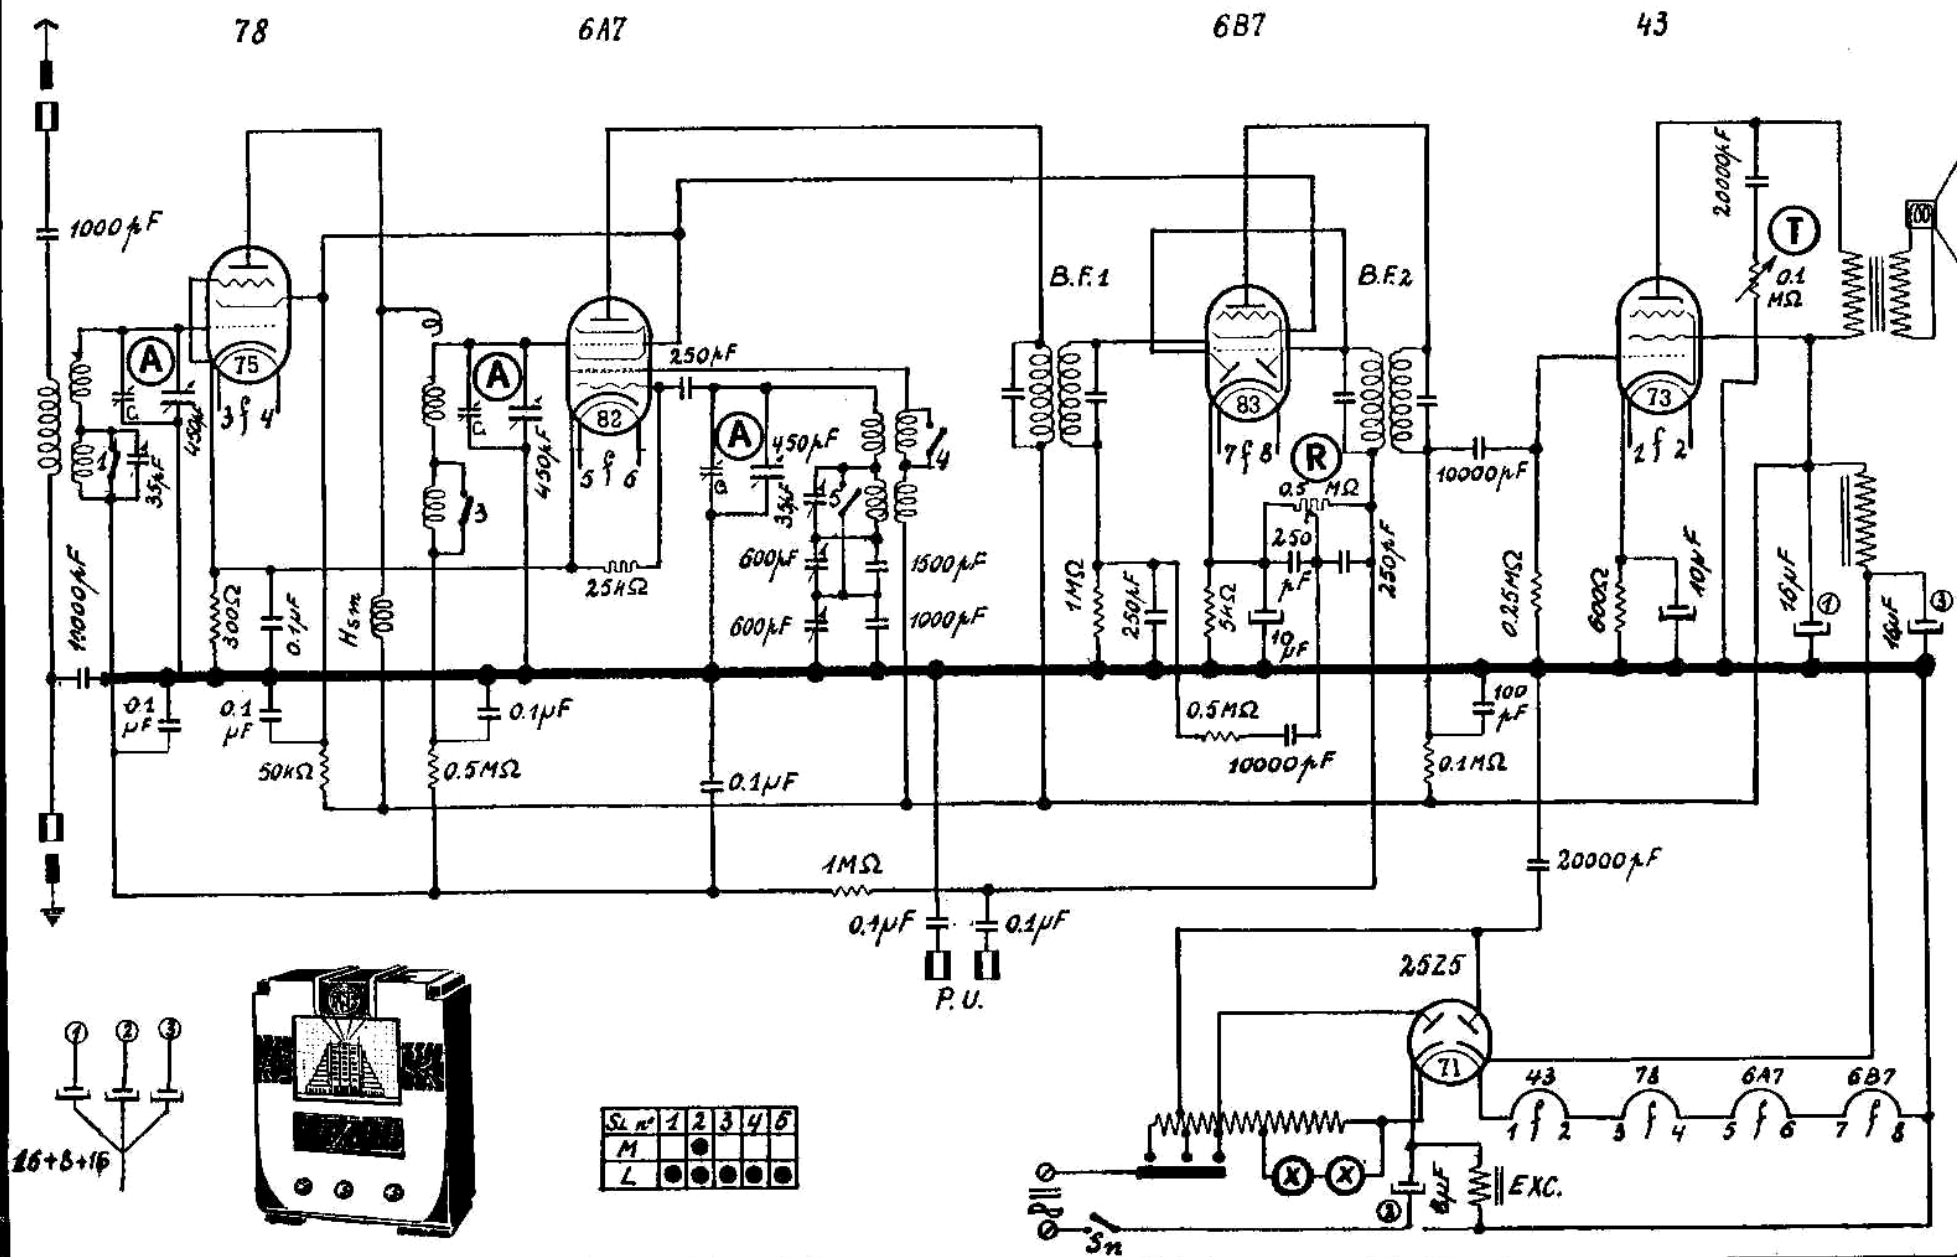 78
6A7
6B7
43
1000pF
A
C
450pF
1
35pF
75
3 f 4
A
C
450pF
3
82
5 f 6
250pF
A
C
450pF
35pF
5
4
600pF
1500pF
600pF
1000pF
25kΩ
B.F.1
B.F.2
83
7 f 8
R
0.5 MΩ
250
pF
250pF
10000pF
20000pF
T
0.1
MΩ
73
1 f 2
300Ω
0.1µF
Hsm
1MΩ
250pF
5kΩ
10
µF
0.25MΩ
600Ω
10µF
16µF
1
16µF
3
0.1
µF
0.1
µF
50kΩ
0.1µF
0.5MΩ
0.1µF
0.5MΩ
10000pF
100
pF
0.1MΩ
1MΩ
0.1µF
0.1µF
P.U.
20000pF
25Z5
71
43
78
6A7
6B7
1 f 2
3 f 4
5 f 6
7 f 8
X
X
2
8µF
EXC.
Sn
1
2
3
16+8+16
SL nº 1 2 3 4 5
M
L